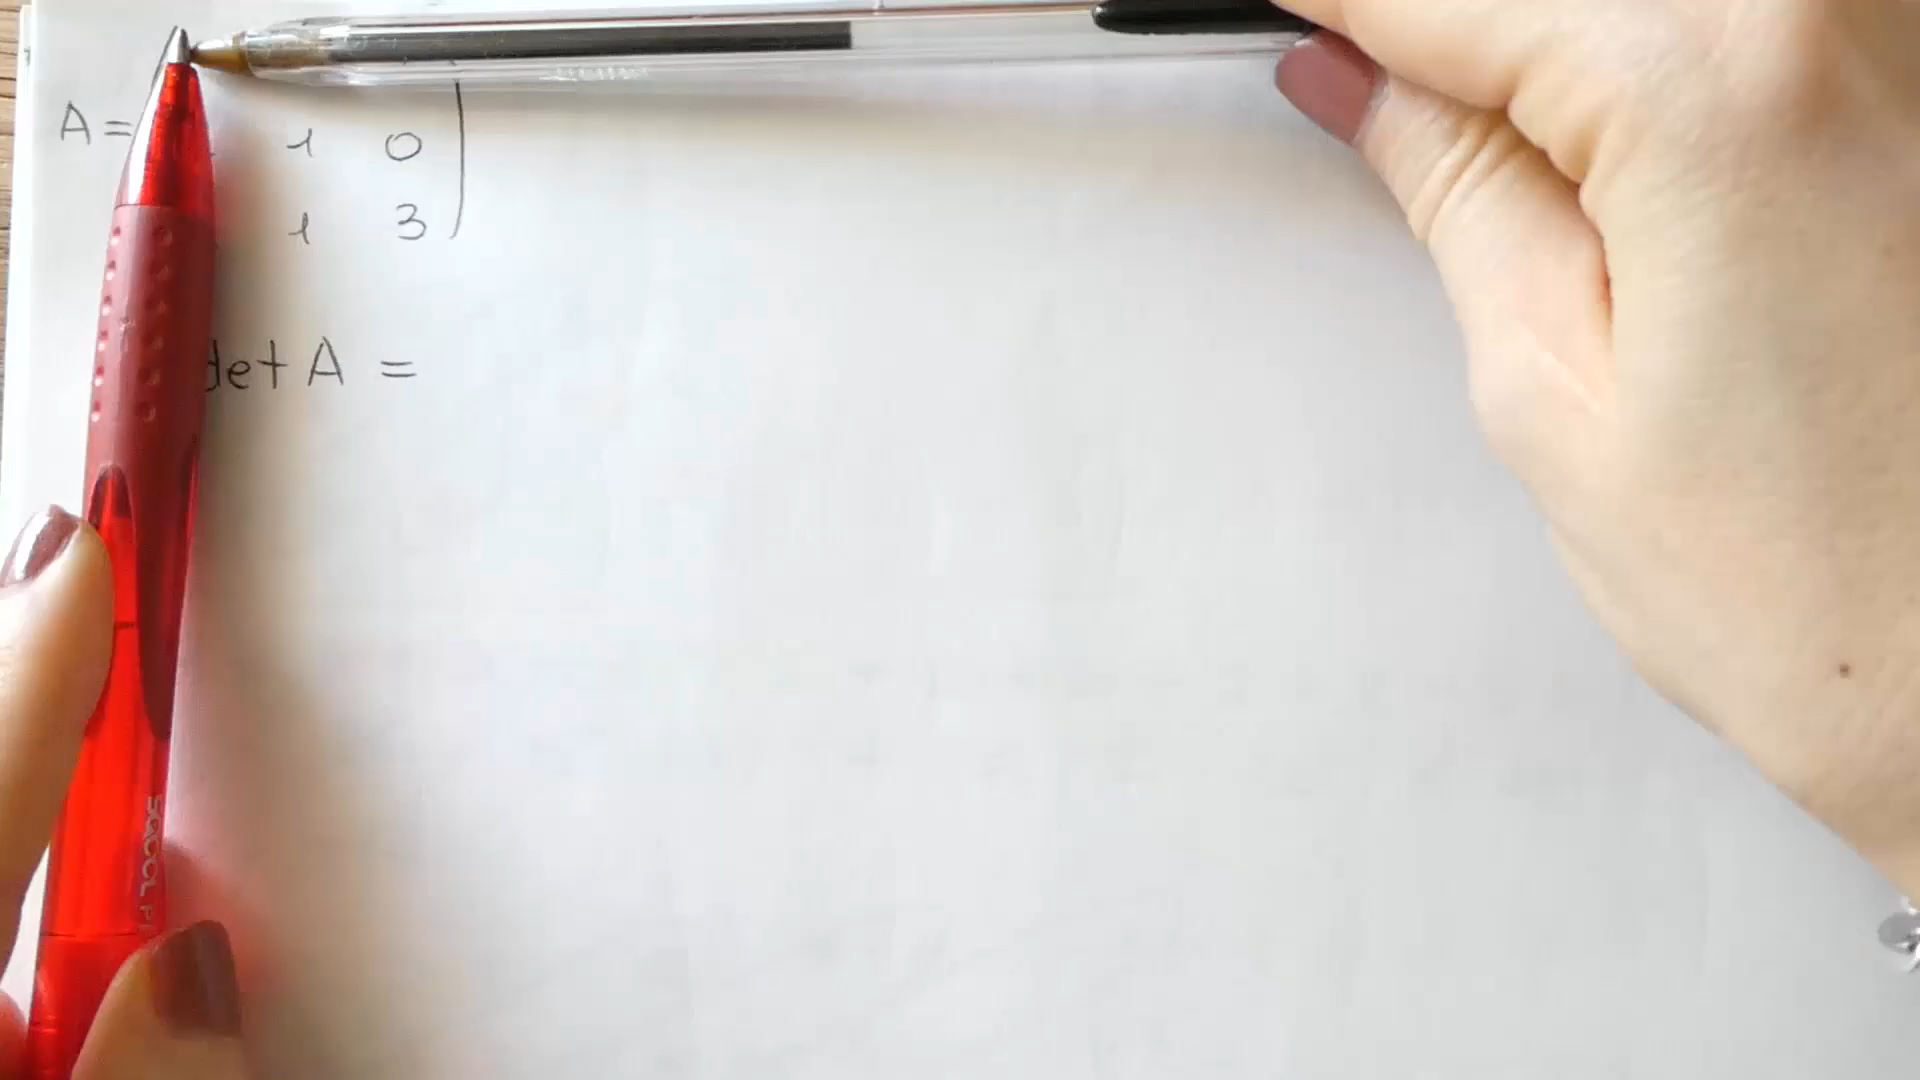 A =
1 0
1 3
det A =